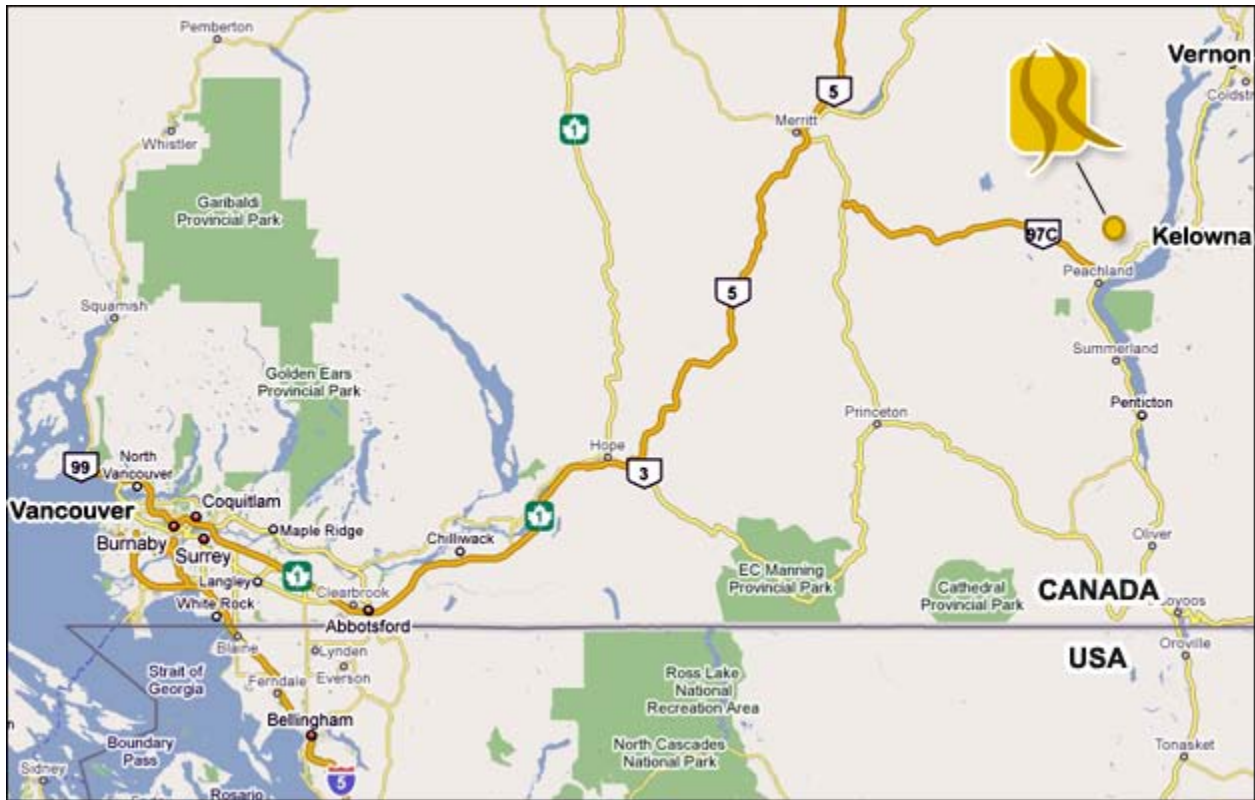 Pemberton
Vernon
Coldst
5
1
Merritt
Whistler
Garibaldi
Provincial Park
97C
Kelowna
Peachland
5
Squamish
Summerland
Golden Ears
Provincial Park
Penticton
Princeton
Hope
3
99
North
Vancouver
Coquitlam
Vancouver
1
Maple Ridge
Burnaby
Surrey
Chilliwack
Oliver
EC Manning
Provincial Park
Langley
1
Clearbrook
Cathedral
Provincial Park
CANADA
White Rock
oyoos
Abbotsford
Blaine
Lynden
USA
Oroville
Strait of
Georgia
Everson
Ferndale
Ross Lake
National
Recreation Area
Bellingham
Boundary
Pass
North Cascades
National Park
Tonasket
Sidney
5
Rosario